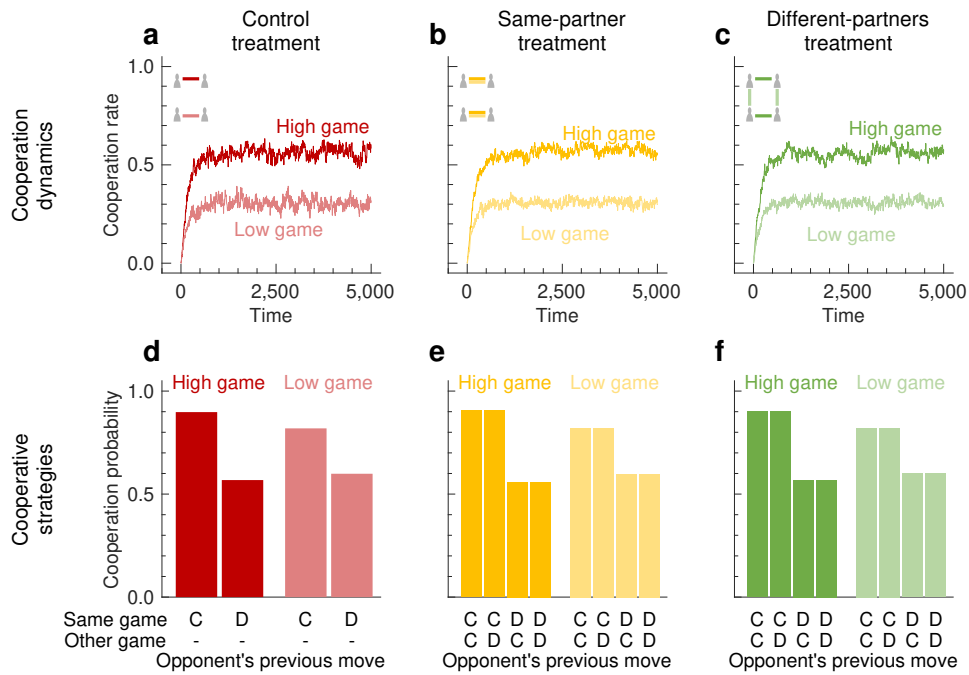 Control
treatment
Same-partner
treatment
Different-partners
treatment
a
b
c
Cooperation
dynamics
Cooperation rate
1.0
0.5
0.0
High game
Low game
High game
Low game
High game
Low game
0 2,500 5,000
0 2,500 5,000
0 2,500 5,000
Time
Time
Time
d
e
f
Cooperative
strategies
Cooperation probability
1.0
0.5
0.0
High game Low game
High game Low game
High game Low game
Same game C D C D C C D D C C D D C C D D C C D D
Other game - - - - C D C D C D C D C D C D C D C D
Opponent's previous move
Opponent's previous move
Opponent's previous move